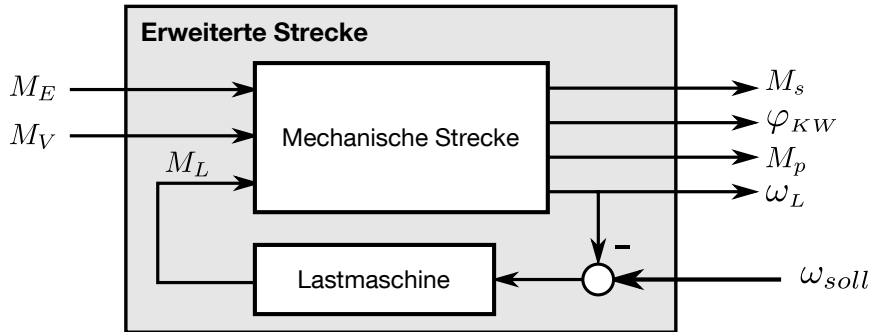 Erweiterte Strecke
M_E
M_V
M_L
Mechanische Strecke
M_s
φ_KW
M_p
ω_L
–
Lastmaschine
ω_soll